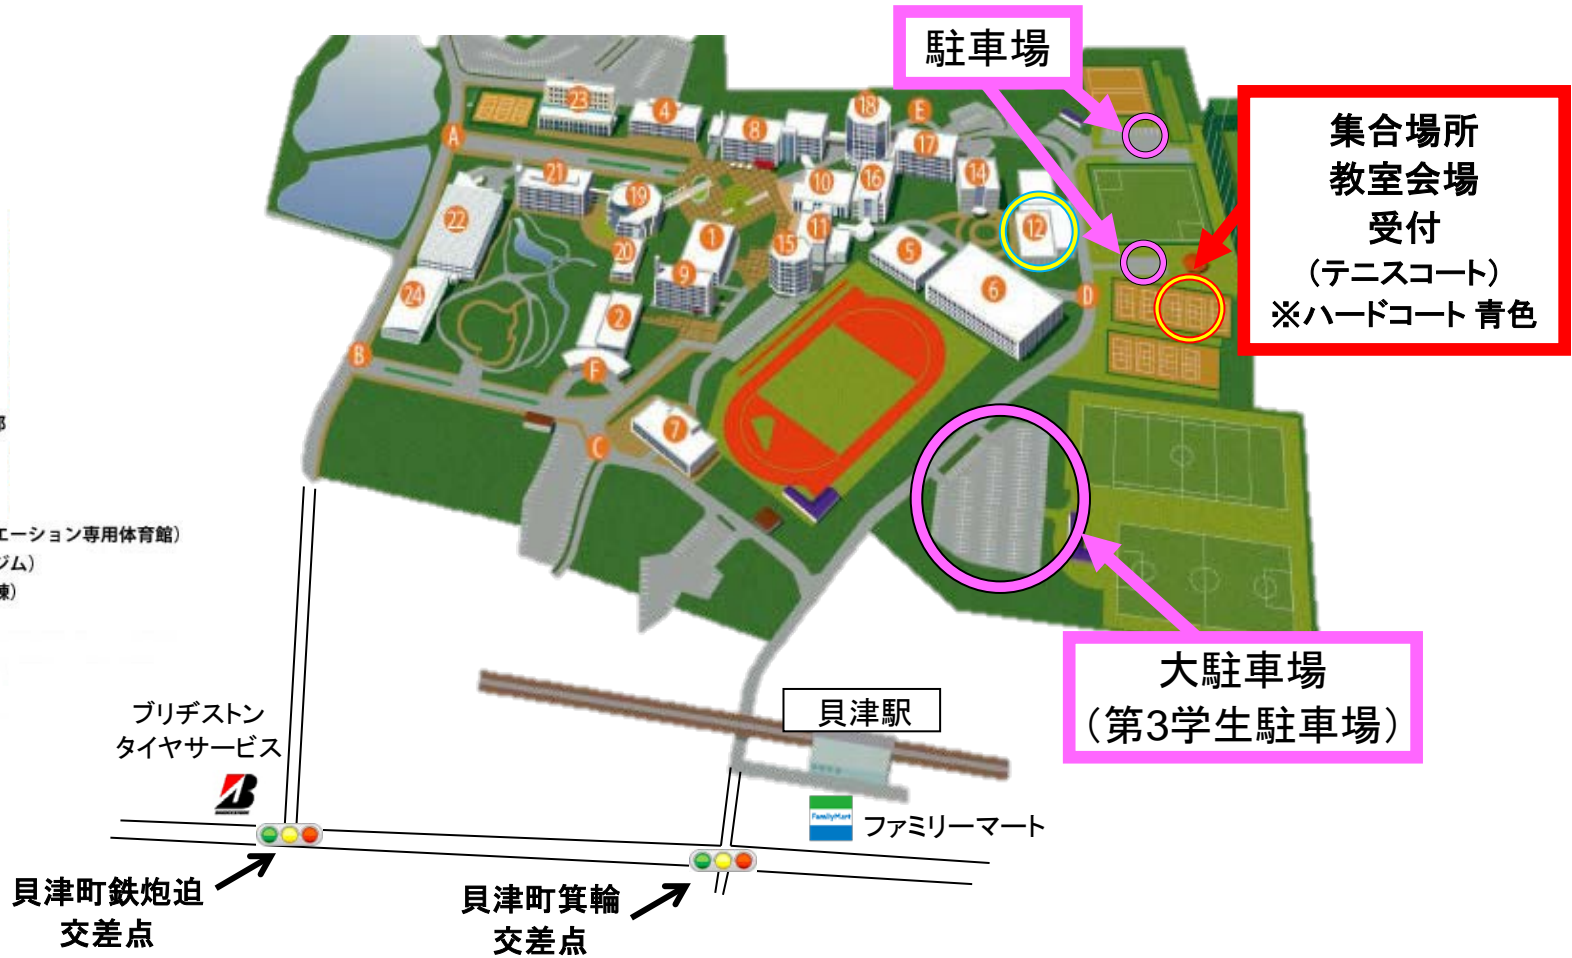 駐車場
集合場所
教室会場
受付
（テニスコート）
※ハードコート 青色
23
4
8
18
E
17
A
21
19
10
16
14
22
1
11
12
20
15
5
9
6
24
2
D
B
F
7
C
部
エーション専用体育館）
ジム）
棟）
大駐車場
（第3学生駐車場）
貝津駅
ブリヂストン
タイヤサービス
FamilyMart
ファミリーマート
貝津町鉄炮迫
交差点
貝津町箕輪
交差点